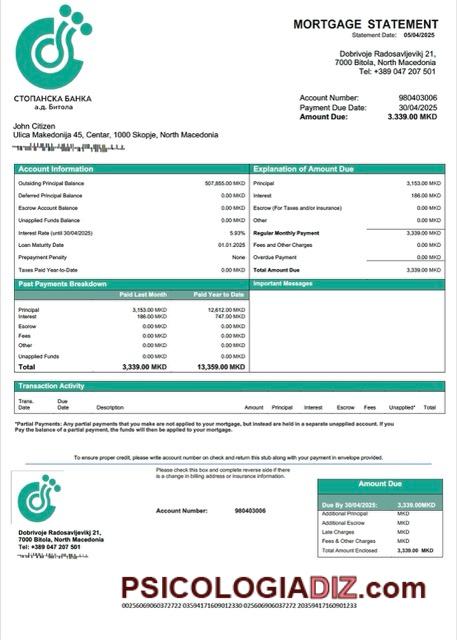 MORTGAGE STATEMENT
Statement Date: 05/04/2025
Dobrivoje Radosavljevikj 21,
7000 Bitola, North Macedonia
Tel: +389 047 207 501
СТОПАНСКА БАНКА
а.д. Битола
Account Number: 980403006
Payment Due Date: 30/04/2025
Amount Due: 3.339.00 MKD
John Citizen
Ulica Makedonija 45, Centar, 1000 Skopje, North Macedonia
Account Information
Outsiding Principal Balance 507,855.00 MKD
Deferred Principal Balance 0.00 MKD
Escrow Account Balance 0.00 MKD
Unapplied Funds Balance 0.00 MKD
Interest Rate (until 30/04/2025) 5.93%
Loan Maturity Date 01.01.2025
Prepayment Penalty None
Taxes Paid Year-to-Date 0.00 MKD
Explanation of Amount Due
Principal 3,153.00 MKD
Interest 186.00 MKD
Escrow (For Taxes and/or insurance) 0.00 MKD
Other 0.00 MKD
Regular Monthly Payment 3,339.00 MKD
Fees and Other Charges 0.00 MKD
Overdue Payment 0.00 MKD
Total Amount Due 3,339.00 MKD
Past Payments Breakdown
Paid Last Month Paid Year to Date
Principal 3,153.00 MKD 12,612.00 MKD
Interest 186.00 MKD 747.00 MKD
Escrow 0.00 MKD 0.00 MKD
Fees 0.00 MKD 0.00 MKD
Other 0.00 MKD 0.00 MKD
Unapplied Funds 0.00 MKD 0.00 MKD
Total 3,339.00 MKD 13,359.00 MKD
Important Messages
Transaction Activity
Trans. Date Due Date Description Amount Principal Interest Escrow Fees Unapplied* Total
*Partial Payments: Any partial payments that you make are not applied to your mortgage, but instead are held in a separate unapplied account. If you
Pay the balance of a partial payment, the funds will then be applied to your mortgage.
To ensure proper credit, please write account number on check and return this stub along with your payment in envelope provided.
Please check this box and complete reverse side if there
is a change in billing address or insurance information.
Account Number: 980403006
Dobrivoje Radosavljevikj 21,
7000 Bitola, North Macedonia
Tel: +389 047 207 501
Amount Due
Due By 30/04/2025: 3,339.00MKD
Additional Principal MKD
Additional Escrow MKD
Late Charges MKD
Fees & Other Charges MKD
Total Amount Enclosed 3,339.00 MKD
PSICOLOGIADIZ.com
00256906060372722 03594171609012330 025606906037272 20359417160901233